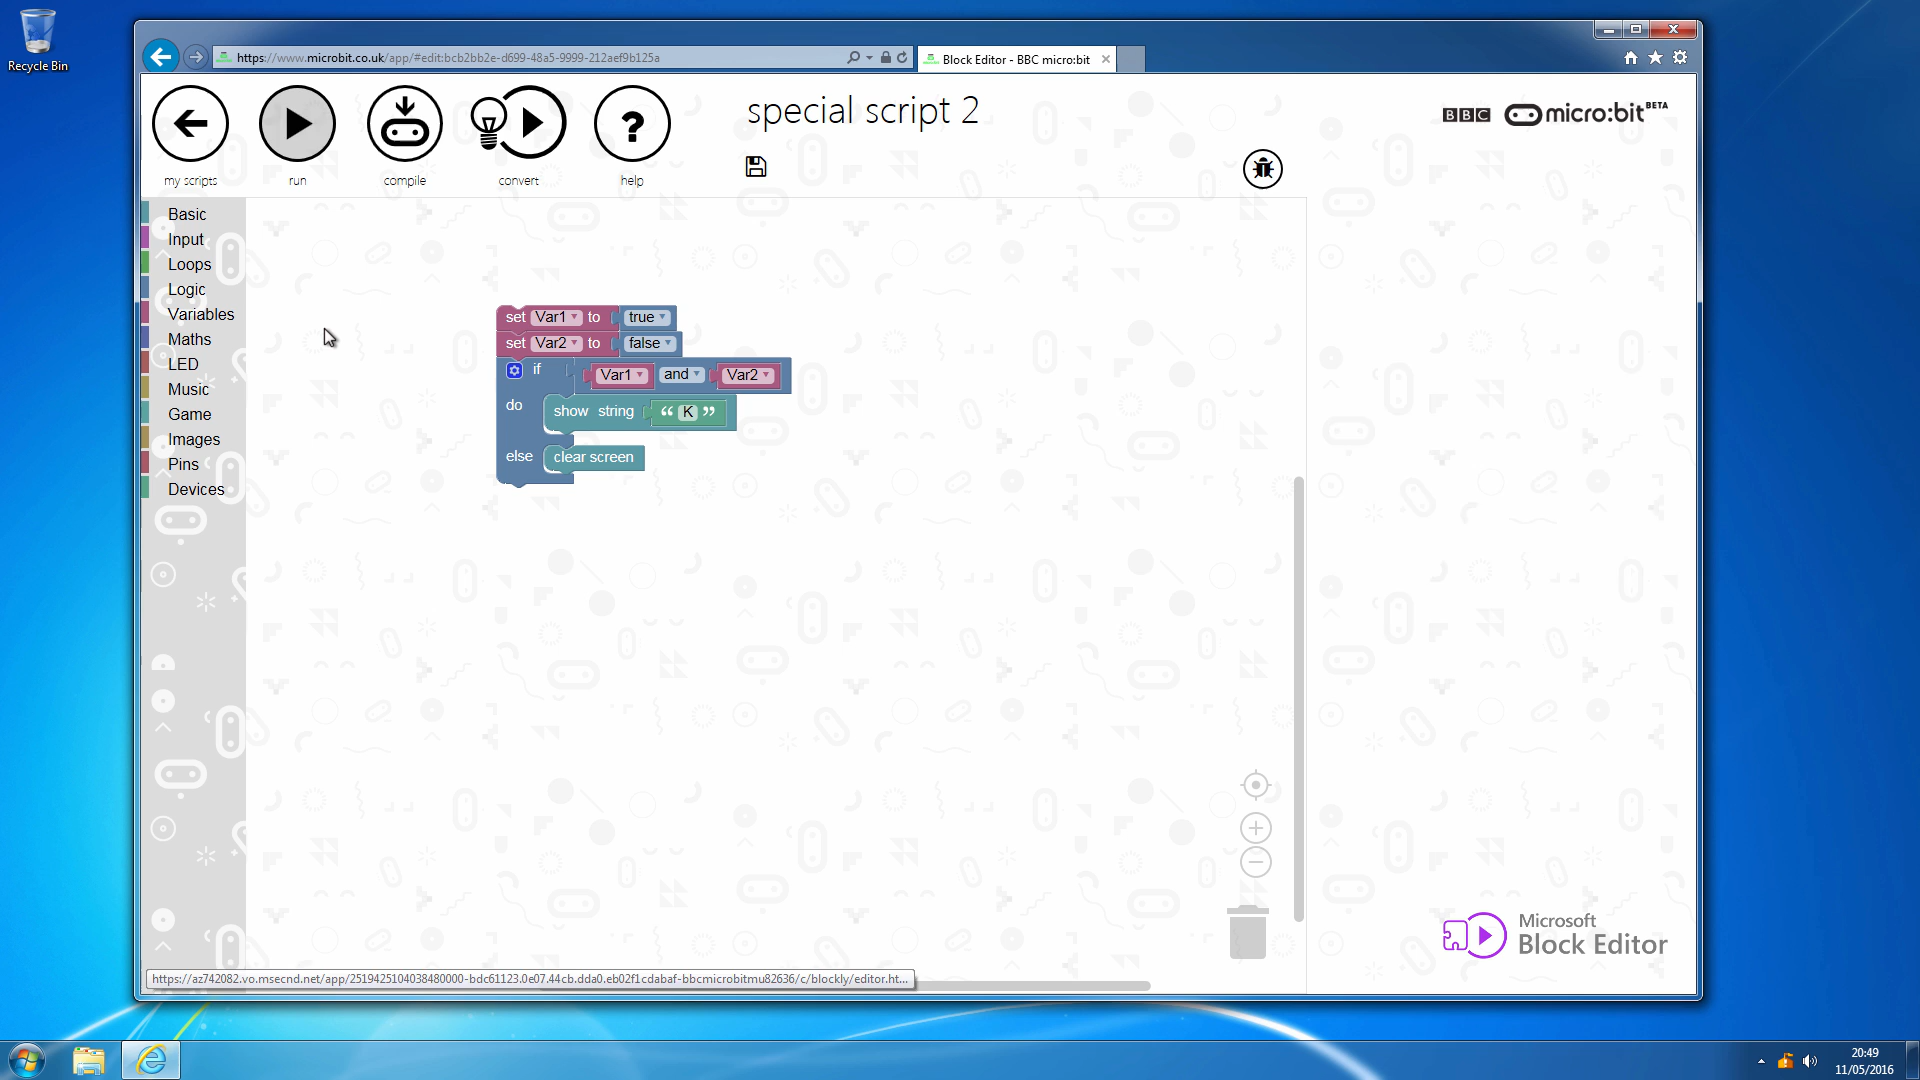 Recycle Bin
https://www.microbit.co.uk/app/#edit:bcb2bb2e-d699-48a5-9999-212aef9b125a
Block Editor - BBC micro:bit
my scripts
run
compile
convert
? help
special script 2
BBC micro:bit BETA
Basic
Input
Loops
Logic
Variables
Maths
LED
Music
Game
Images
Pins
Devices
set Var1 to true
set Var2 to false
if Var1 and Var2
do show string “ K ”
else clear screen
Microsoft
Block Editor
https://az742082.vo.msecnd.net/app/2519425104038480000-bdc61123.0e07.44cb.dda0.eb02f1cdabaf-bbcmicrobitmu82636/c/blockly/editor.ht...
20:49
11/05/2016